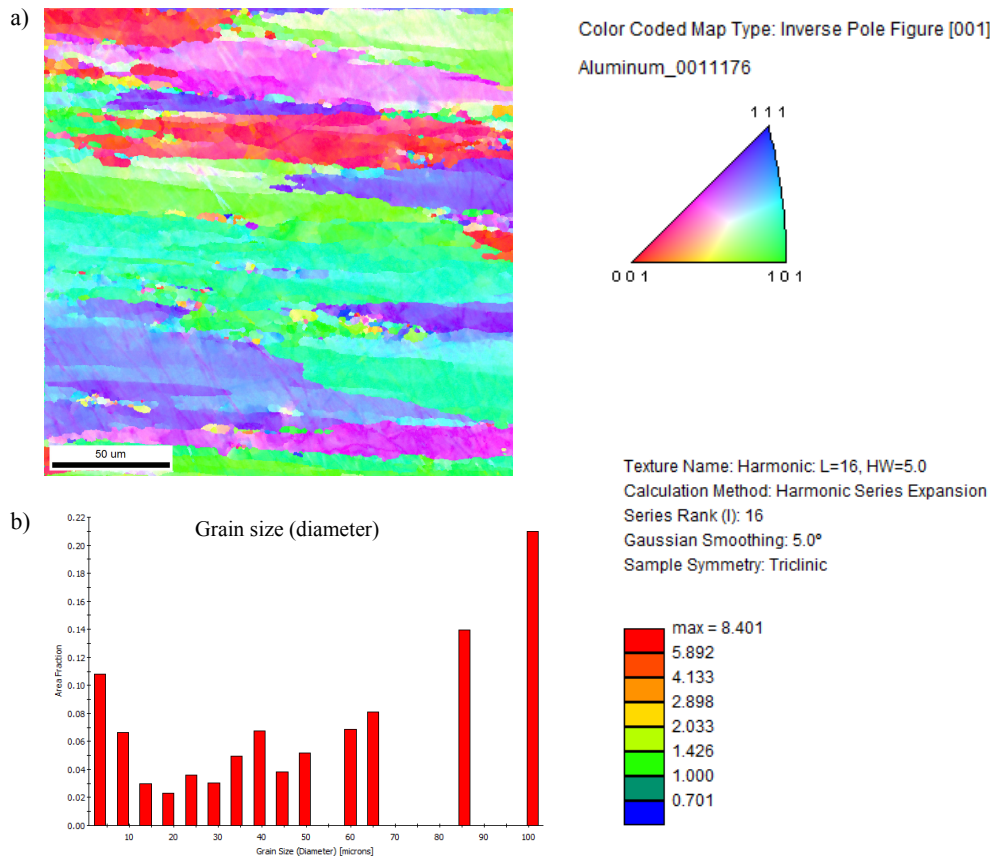 a)
Color Coded Map Type: Inverse Pole Figure [001]
Aluminum_0011176
1 1 1
0 0 1
1 0 1
50 um
Texture Name: Harmonic: L=16, HW=5.0
Calculation Method: Harmonic Series Expansion
Series Rank (l): 16
Gaussian Smoothing: 5.0°
Sample Symmetry: Triclinic
max = 8.401
5.892
4.133
2.898
2.033
1.426
1.000
0.701
b)
Grain size (diameter)
0.22
0.20
0.18
0.16
0.14
0.12
0.10
0.08
0.06
0.04
0.02
0.00
Area Fraction
10 20 30 40 50 60 70 80 90 100
Grain Size (Diameter) [microns]